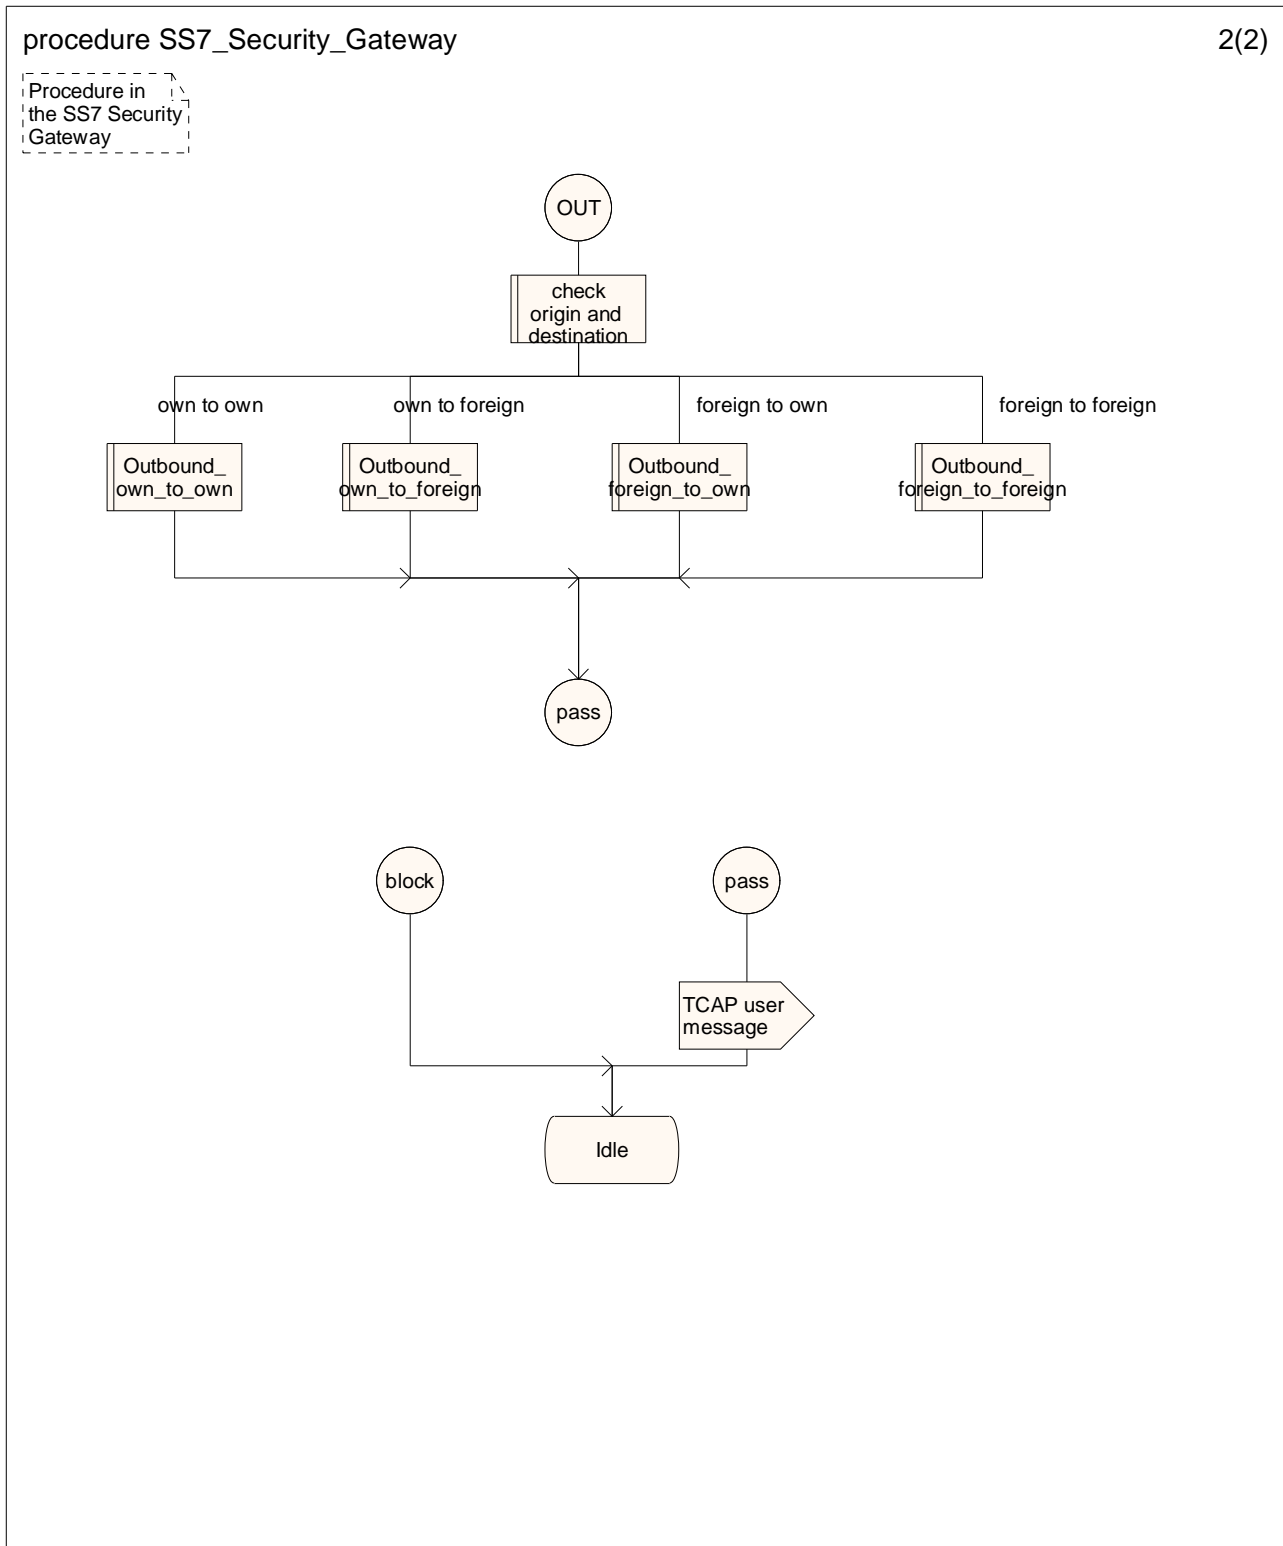 procedure SS7_Security_Gateway
2(2)
Procedure in
the SS7 Security
Gateway
OUT
check
origin and
destination
own to own
own to foreign
foreign to own
foreign to foreign
Outbound_
own_to_own
Outbound_
own_to_foreign
Outbound_
foreign_to_own
Outbound_
foreign_to_foreign
pass
block
pass
TCAP user
message
Idle